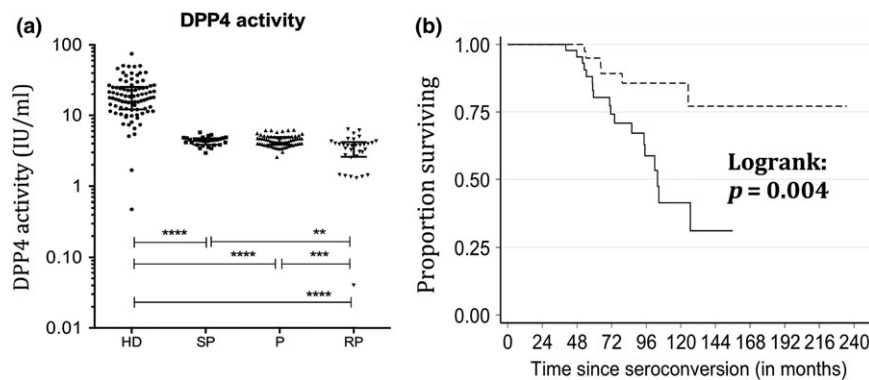 (a)
DPP4 activity
DPP4 activity (IU/ml)
100
10
1
0.10
0.01
****
**
****
***
****
HD SP P RP
(b)
Proportion surviving
1.00
0.75
0.50
0.25
0.00
Logrank:
p = 0.004
0 24 48 72 96 120 144 168 192 216 240
Time since seroconversion (in months)